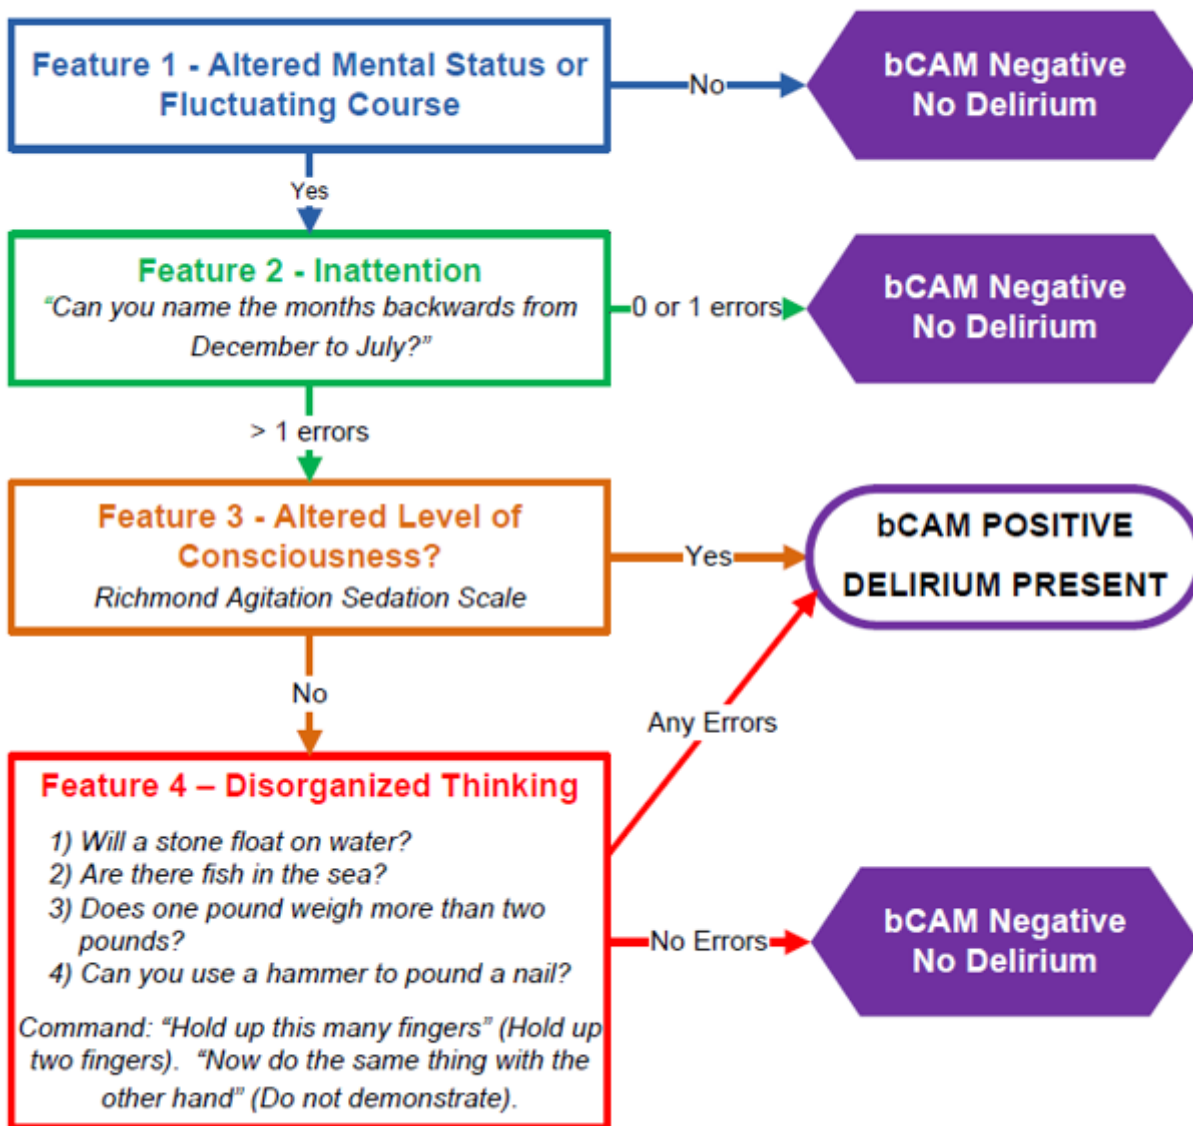 Feature 1 - Altered Mental Status or
Fluctuating Course
No
bCAM Negative
No Delirium
Yes
Feature 2 - Inattention
“Can you name the months backwards from
December to July?”
0 or 1 errors
bCAM Negative
No Delirium
> 1 errors
Feature 3 - Altered Level of
Consciousness?
Richmond Agitation Sedation Scale
Yes
bCAM POSITIVE
DELIRIUM PRESENT
No
Any Errors
Feature 4 – Disorganized Thinking
1) Will a stone float on water?
2) Are there fish in the sea?
3) Does one pound weigh more than two
pounds?
4) Can you use a hammer to pound a nail?
Command: “Hold up this many fingers” (Hold up
two fingers). “Now do the same thing with the
other hand” (Do not demonstrate).
No Errors
bCAM Negative
No Delirium